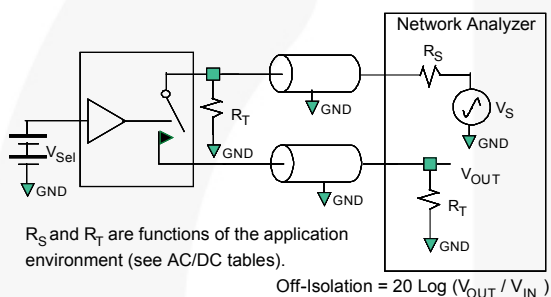 Network Analyzer
R_S
GND
V_S
GND
R_T
GND
V_Sel
GND
GND
V_OUT
R_T
GND
R_S and R_T are functions of the application
environment (see AC/DC tables).
Off-Isolation = 20 Log (V_OUT / V_IN )